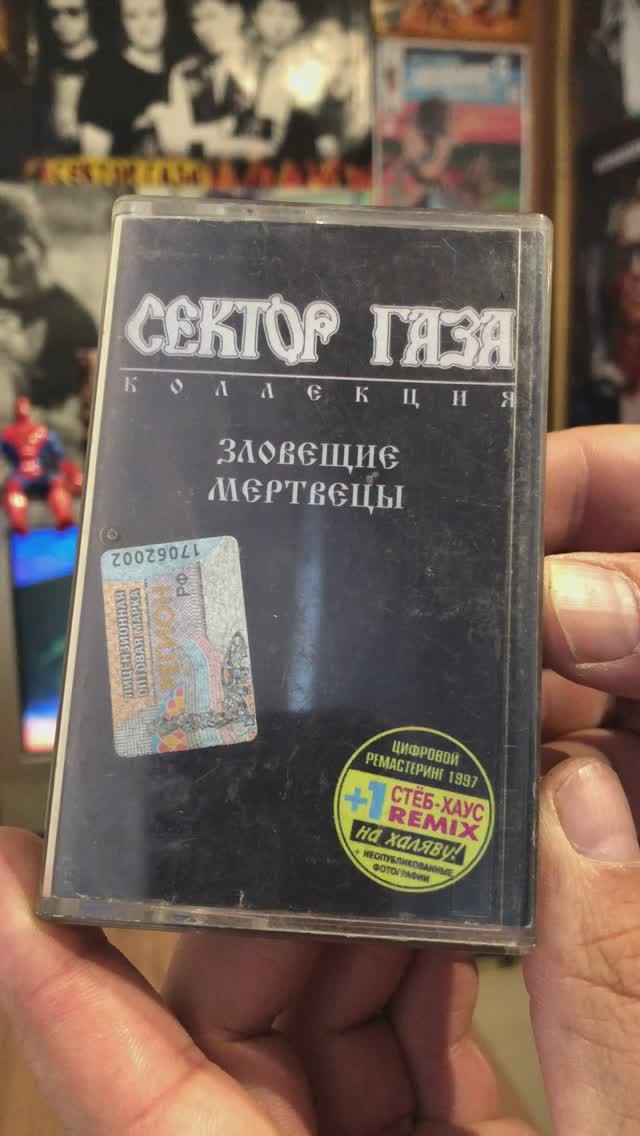 СЕКТОР ГАЗА
КОЛЛЕКЦИЯ
ЗЛОВЕЩИЕ
МЕРТВЕЦЫ
17062002
РФ
РЕГИОН
ЛИЦЕНЗИОННАЯ
ОПТОВАЯ МАРКА
ЦИФРОВОЙ
РЕМАСТЕРИНГ 1997
+1 СТЁБ-ХАУС
REMIX
на халяву!
+ НЕОПУБЛИКОВАННЫЕ
ФОТОГРАФИИ